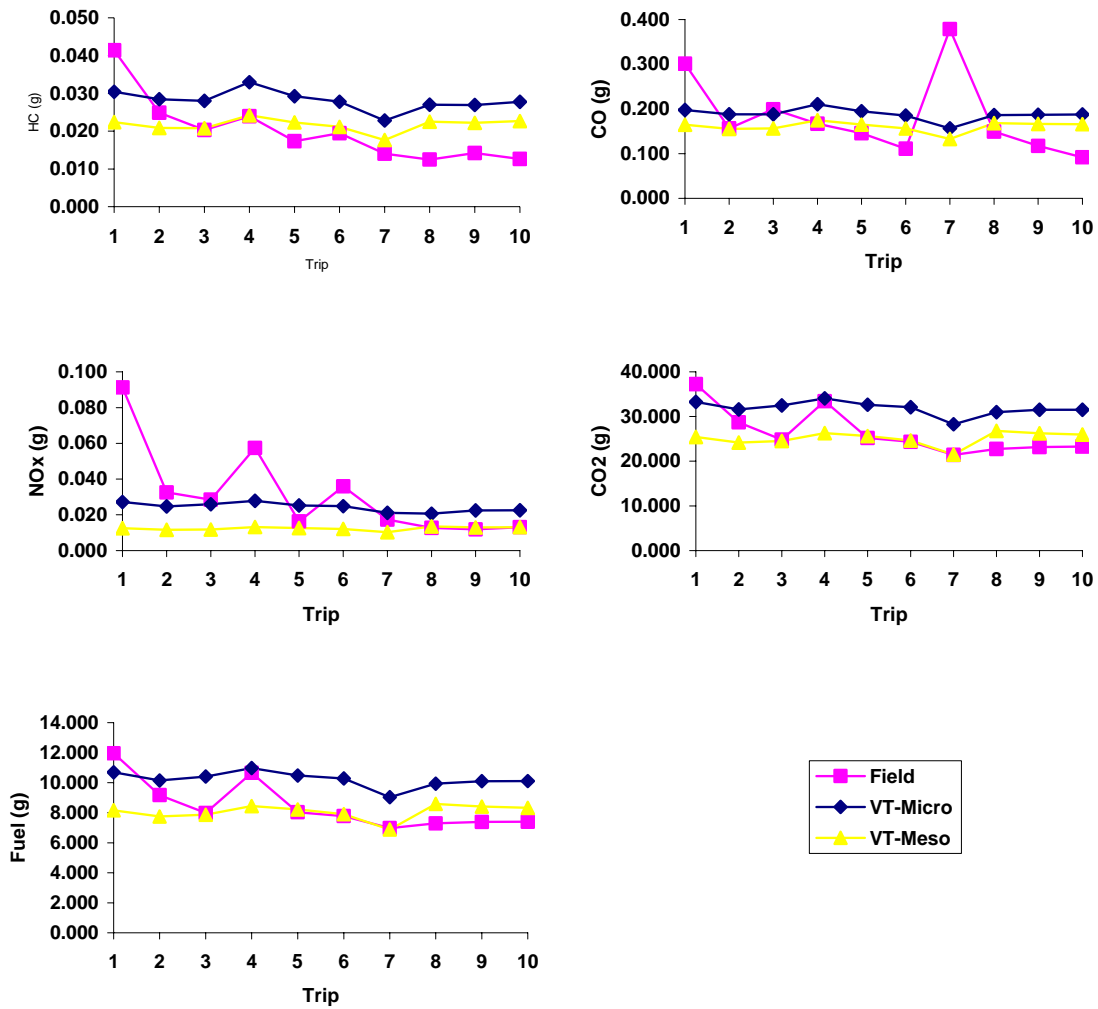 HC (g)
0.050
0.040
0.030
0.020
0.010
0.000
1 2 3 4 5 6 7 8 9 10
Trip
CO (g)
0.400
0.300
0.200
0.100
0.000
1 2 3 4 5 6 7 8 9 10
Trip
NOx (g)
0.100
0.080
0.060
0.040
0.020
0.000
1 2 3 4 5 6 7 8 9 10
Trip
CO2 (g)
40.000
30.000
20.000
10.000
0.000
1 2 3 4 5 6 7 8 9 10
Trip
Fuel (g)
14.000
12.000
10.000
8.000
6.000
4.000
2.000
0.000
1 2 3 4 5 6 7 8 9 10
Trip
Field
VT-Micro
VT-Meso